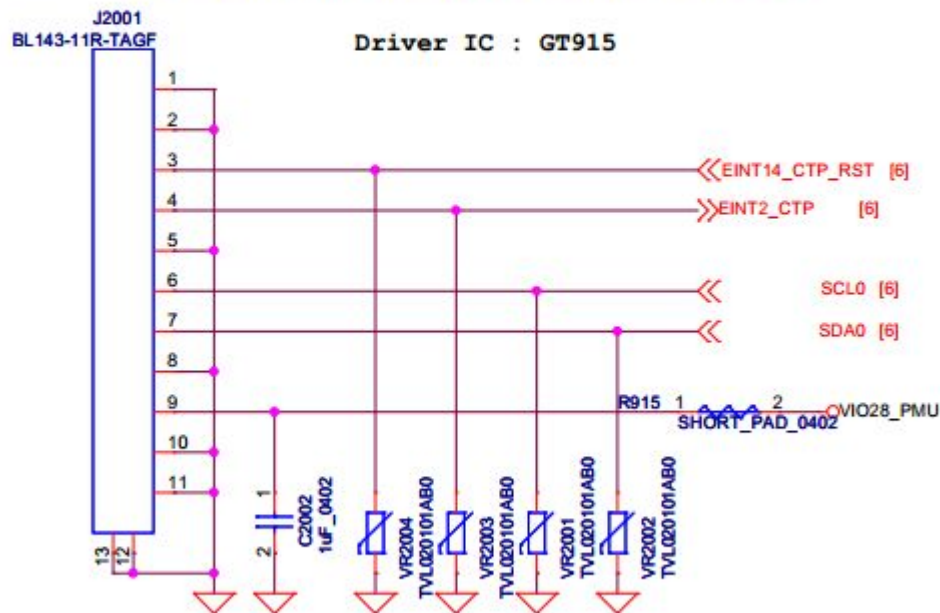 J2001
BL143-11R-TAGF
Driver IC : GT915
1
2
3
EINT14_CTP_RST [6]
4
EINT2_CTP [6]
5
6
SCL0 [6]
7
SDA0 [6]
8
9
R915 1 2 VIO28_PMU
SHORT_PAD_0402
10
11
13
12
1
2
C2002
1uF_0402
VR2004
TVL020101AB0
VR2003
TVL020101AB0
VR2001
TVL020101AB0
VR2002
TVL020101AB0